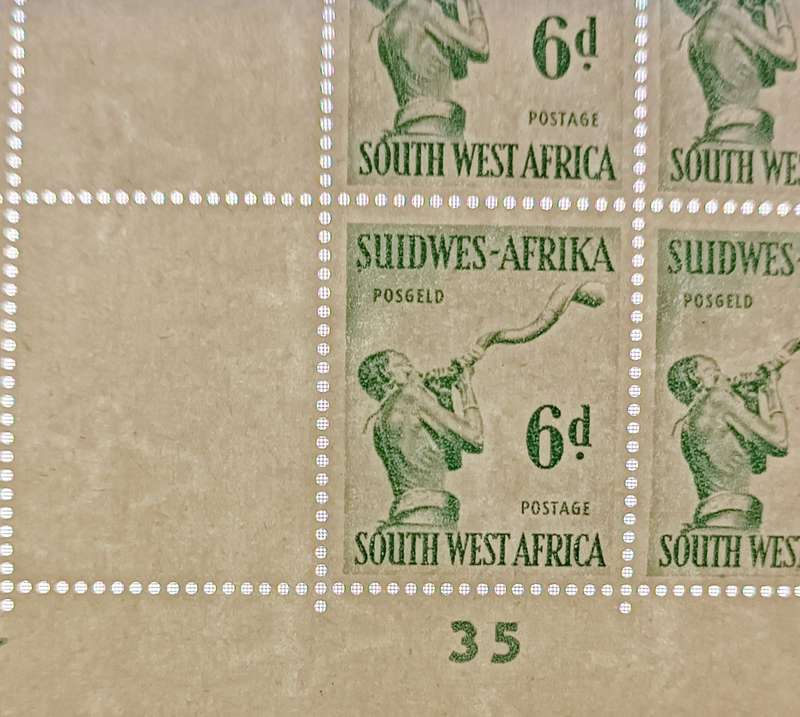 6d
POSTAGE
SOUTH WEST AFRICA
SOUTH WE
SUIDWES-AFRIKA
POSGELD
6d
POSTAGE
SOUTH WEST AFRICA
SUIDWES-
POSGELD
SOUTH WES
35